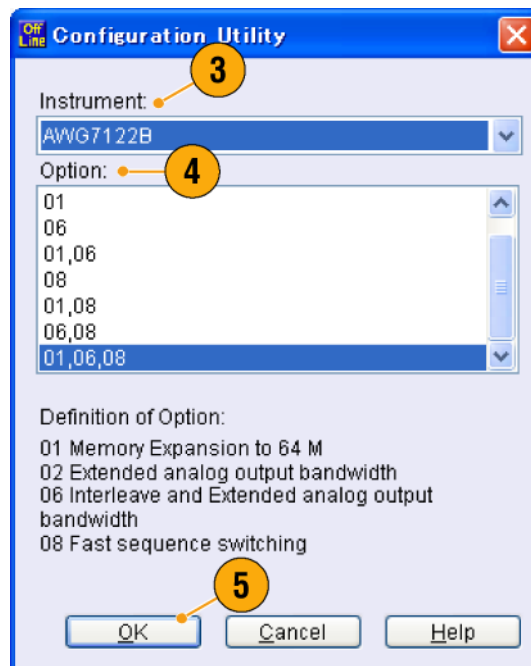 Off Line Configuration Utility
3
Instrument:
AWG7122B
4
Option:
01
06
01,06
08
01,08
06,08
01,06,08
Definition of Option:
01 Memory Expansion to 64 M
02 Extended analog output bandwidth
06 Interleave and Extended analog output
bandwidth
08 Fast sequence switching
5
OK Cancel Help